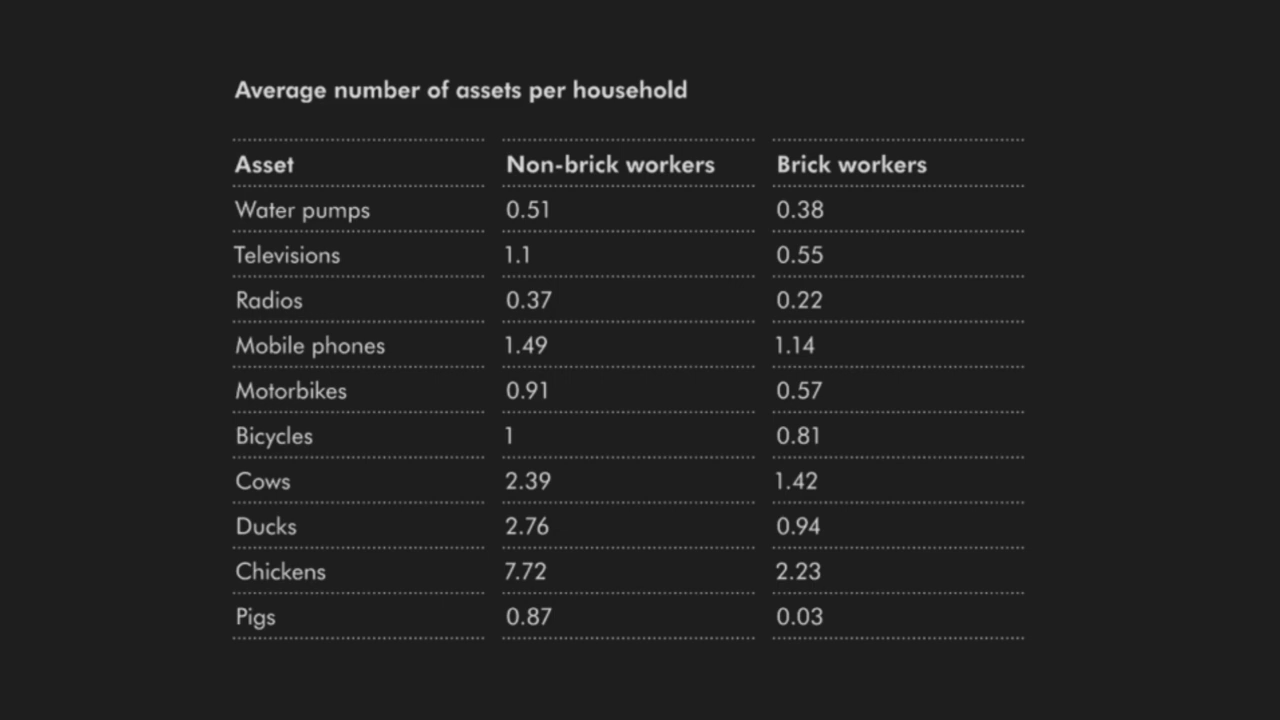 Average number of assets per household
Asset Non-brick workers Brick workers
Water pumps 0.51 0.38
Televisions 1.1 0.55
Radios 0.37 0.22
Mobile phones 1.49 1.14
Motorbikes 0.91 0.57
Bicycles 1 0.81
Cows 2.39 1.42
Ducks 2.76 0.94
Chickens 7.72 2.23
Pigs 0.87 0.03